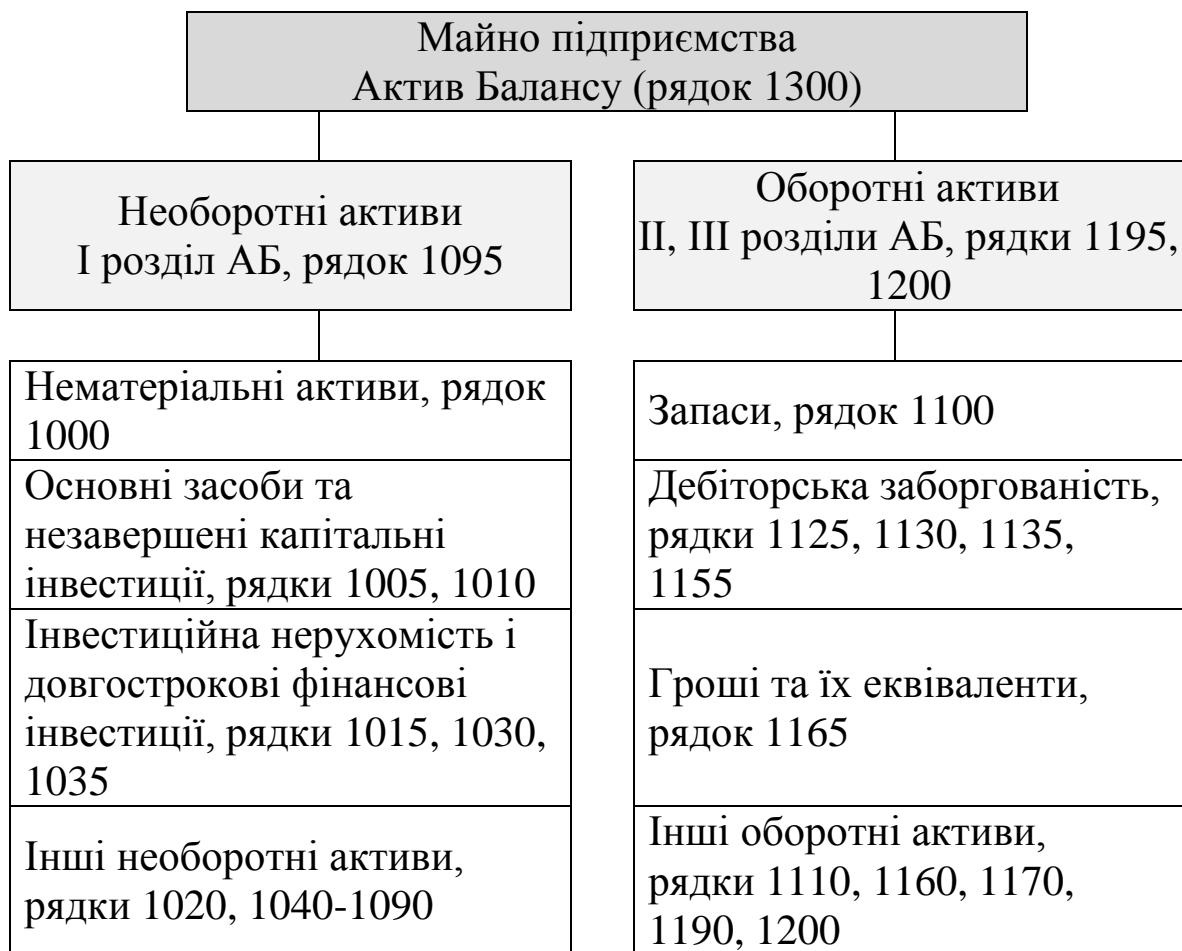 Майно підприємства
Актив Балансу (рядок 1300)
Необоротні активи
І розділ АБ, рядок 1095
Оборотні активи
ІІ, ІІІ розділи АБ, рядки 1195,
1200
Нематеріальні активи, рядок
1000
Основні засоби та
незавершені капітальні
інвестиції, рядки 1005, 1010
Інвестиційна нерухомість і
довгострокові фінансові
інвестиції, рядки 1015, 1030,
1035
Інші необоротні активи,
рядки 1020, 1040-1090
Запаси, рядок 1100
Дебіторська заборгованість,
рядки 1125, 1130, 1135,
1155
Гроші та їх еквіваленти,
рядок 1165
Інші оборотні активи,
рядки 1110, 1160, 1170,
1190, 1200